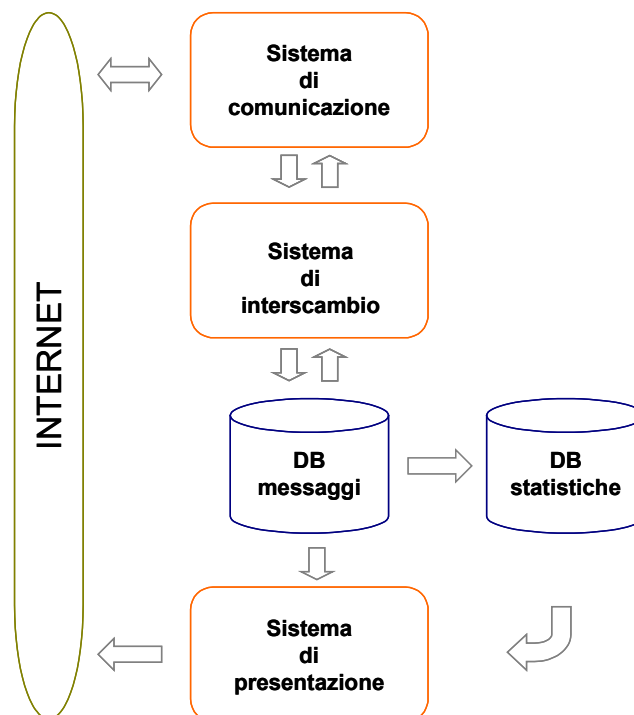 INTERNET
Sistema
di
comunicazione
Sistema
di
interscambio
DB
messaggi
DB
statistiche
Sistema
di
presentazione